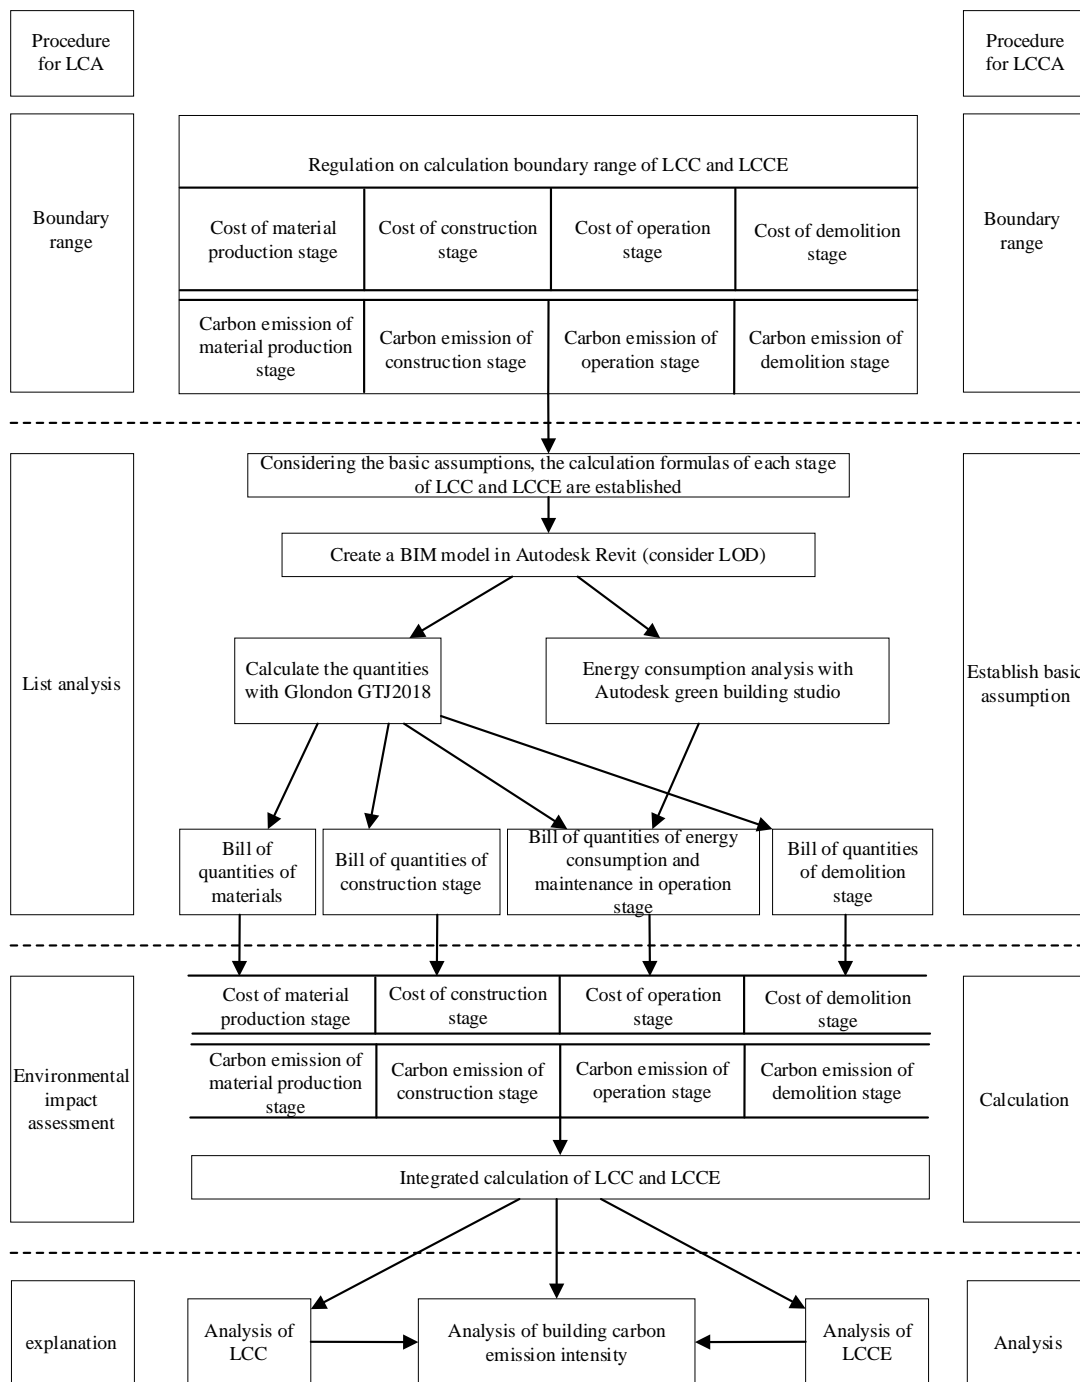 Procedure
for LCA
Procedure
for LCCA
Boundary
range
Regulation on calculation boundary range of LCC and LCCE
Cost of material
production stage
Cost of construction
stage
Cost of operation
stage
Cost of demolition
stage
Carbon emission of
material production
stage
Carbon emission of
construction stage
Carbon emission of
operation stage
Carbon emission of
demolition stage
Boundary
range
List analysis
Considering the basic assumptions, the calculation formulas of each stage
of LCC and LCCE are established
Create a BIM model in Autodesk Revit (consider LOD)
Calculate the quantities
with Glondon GTJ2018
Energy consumption analysis with
Autodesk green building studio
Bill of
quantities of
materials
Bill of quantities of
construction stage
Bill of quantities of energy
consumption and
maintenance in operation
stage
Bill of quantities
of demolition
stage
Establish basic
assumption
Environmental
impact
assessment
Cost of material
production stage
Cost of construction
stage
Cost of operation
stage
Cost of demolition
stage
Carbon emission of
material production
stage
Carbon emission of
construction stage
Carbon emission of
operation stage
Carbon emission of
demolition stage
Integrated calculation of LCC and LCCE
Calculation
explanation
Analysis of
LCC
Analysis of building carbon
emission intensity
Analysis of
LCCE
Analysis